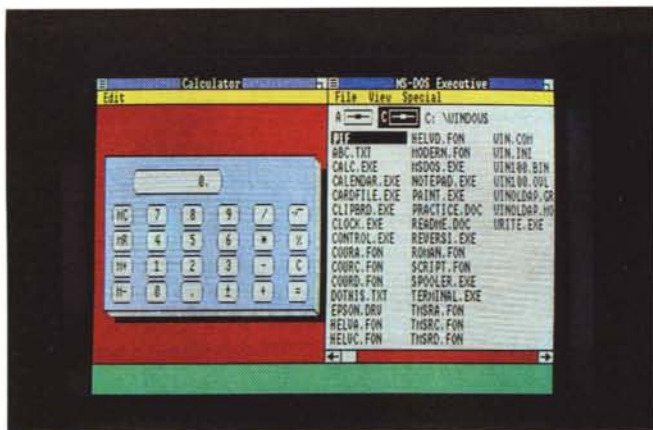 Calculator
Edit
0.
MC 7 8 9 / √
MR 4 5 6 * %
M+ 1 2 3 - C
M- 0 . ± + =
MS-DOS Executive
File View Special
A C C: \WINDOWS
PIF HELVD.FON WIN.COM
ABC.TXT MODERN.FON WIN.INI
CALC.EXE MSDOS.EXE WIN100.BIN
CALENDAR.EXE NOTEPAD.EXE WIN100.OVL
CARDFILE.EXE PAINT.EXE WINOLDAP.GR
CLIPBRD.EXE PRACTICE.DOC WINOLDAP.MO
CLOCK.EXE README.DOC WRITE.EXE
CONTROL.EXE REVERSI.EXE
COURA.FON ROMAN.FON
COURC.FON SCRIPT.FON
COURD.FON SPOOLER.EXE
DOTHIS.TXT TERMINAL.EXE
EPSON.DRV TMSRA.FON
HELVA.FON TMSRC.FON
HELVC.FON TMSRD.FON